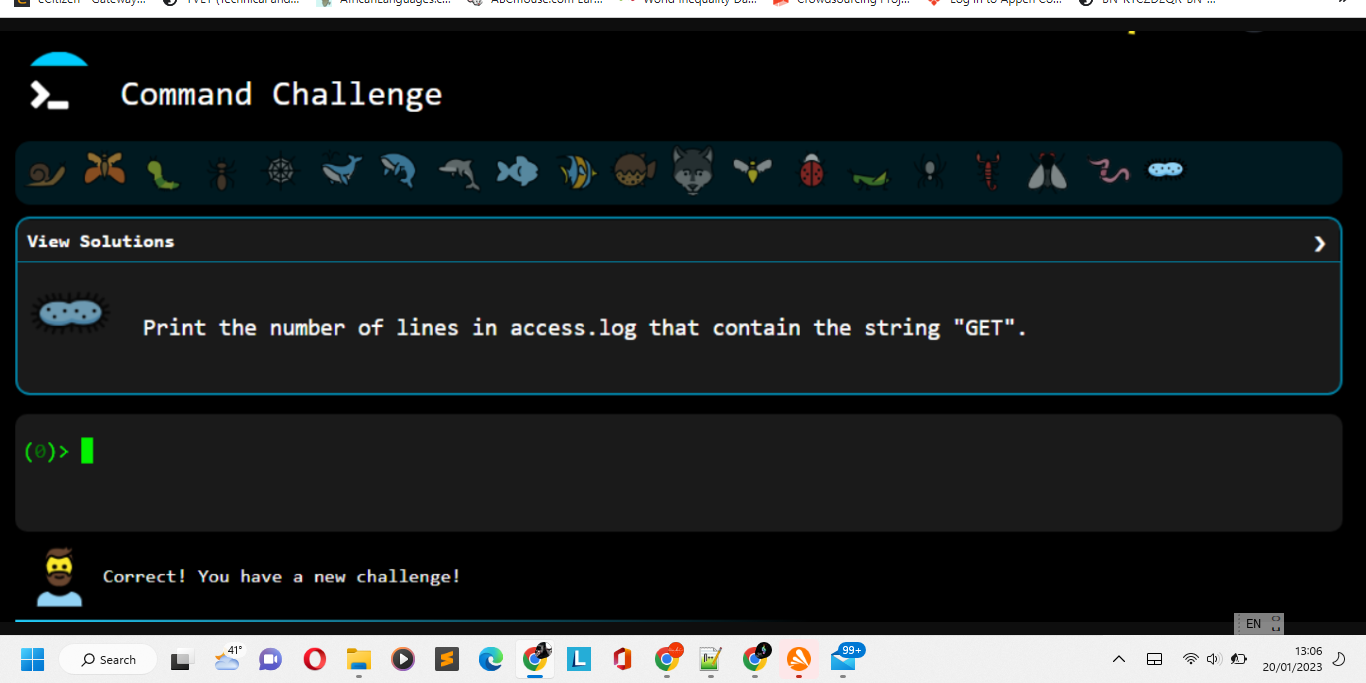 Command Challenge
View Solutions
Print the number of lines in access.log that contain the string "GET".
(0)>
Correct! You have a new challenge!
EN
Search
41°
99+
13:06
20/01/2023